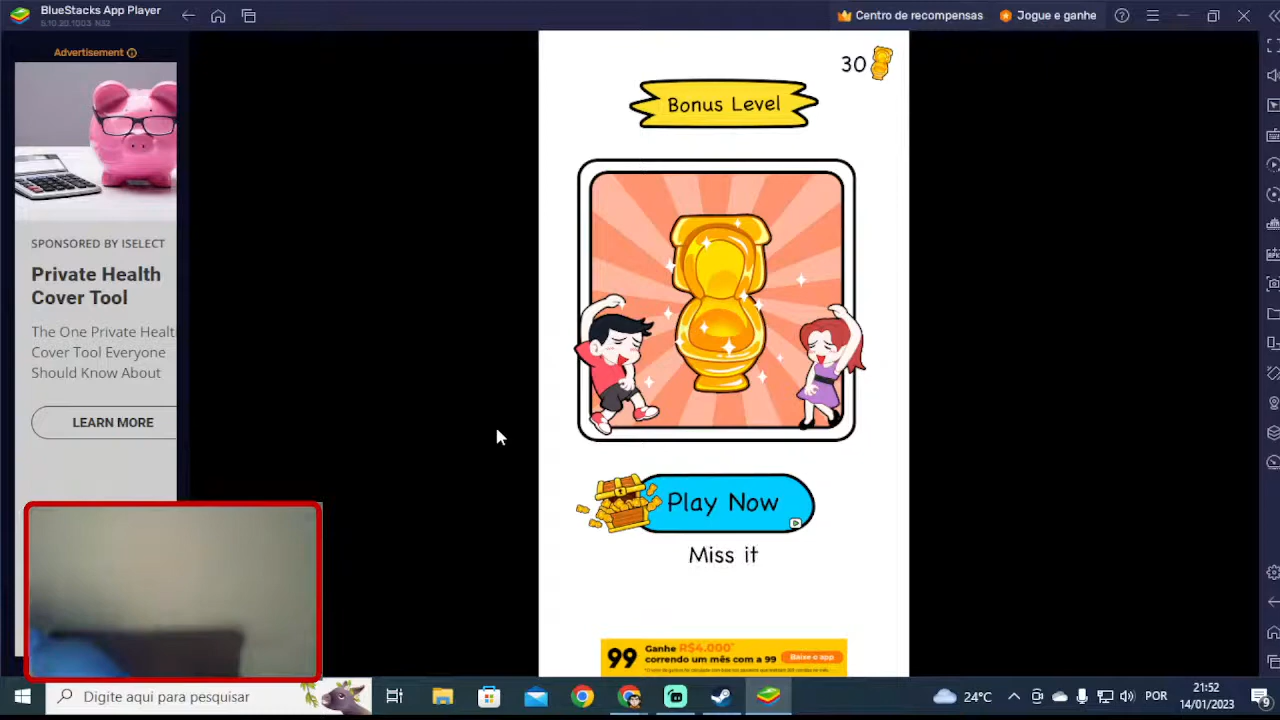 BlueStacks App Player
5.10.20.1003 N32
Centro de recompensas
Jogue e ganhe
Advertisement
SPONSORED BY ISELECT
Private Health
Cover Tool
The One Private Healt
Cover Tool Everyone
Should Know About
LEARN MORE
30
Bonus Level
Play Now
Miss it
99
Ganhe R$4.000*
correndo um mês com a 99
Baixe o app
Digite aqui para pesquisar
24°C
POR
21:52
14/01/2023
9